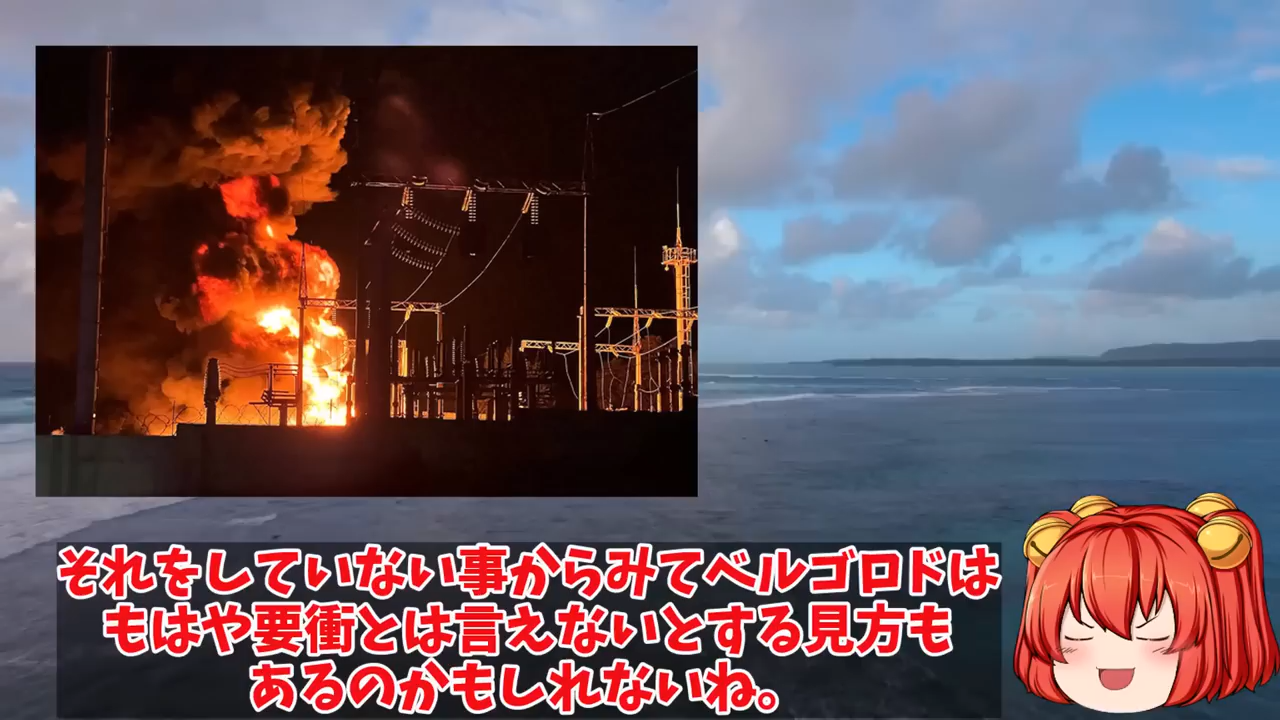 それをしていない事からみてベルゴロドは
もはや要衝とは言えないとする見方も
あるのかもしれないね。